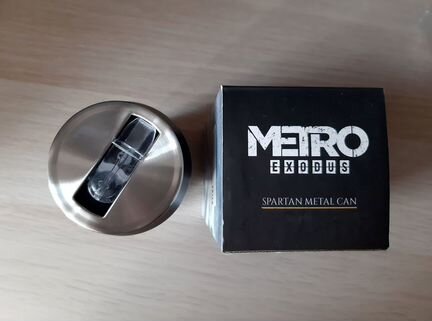 METRO
EXODUS
SPARTAN METAL CAN